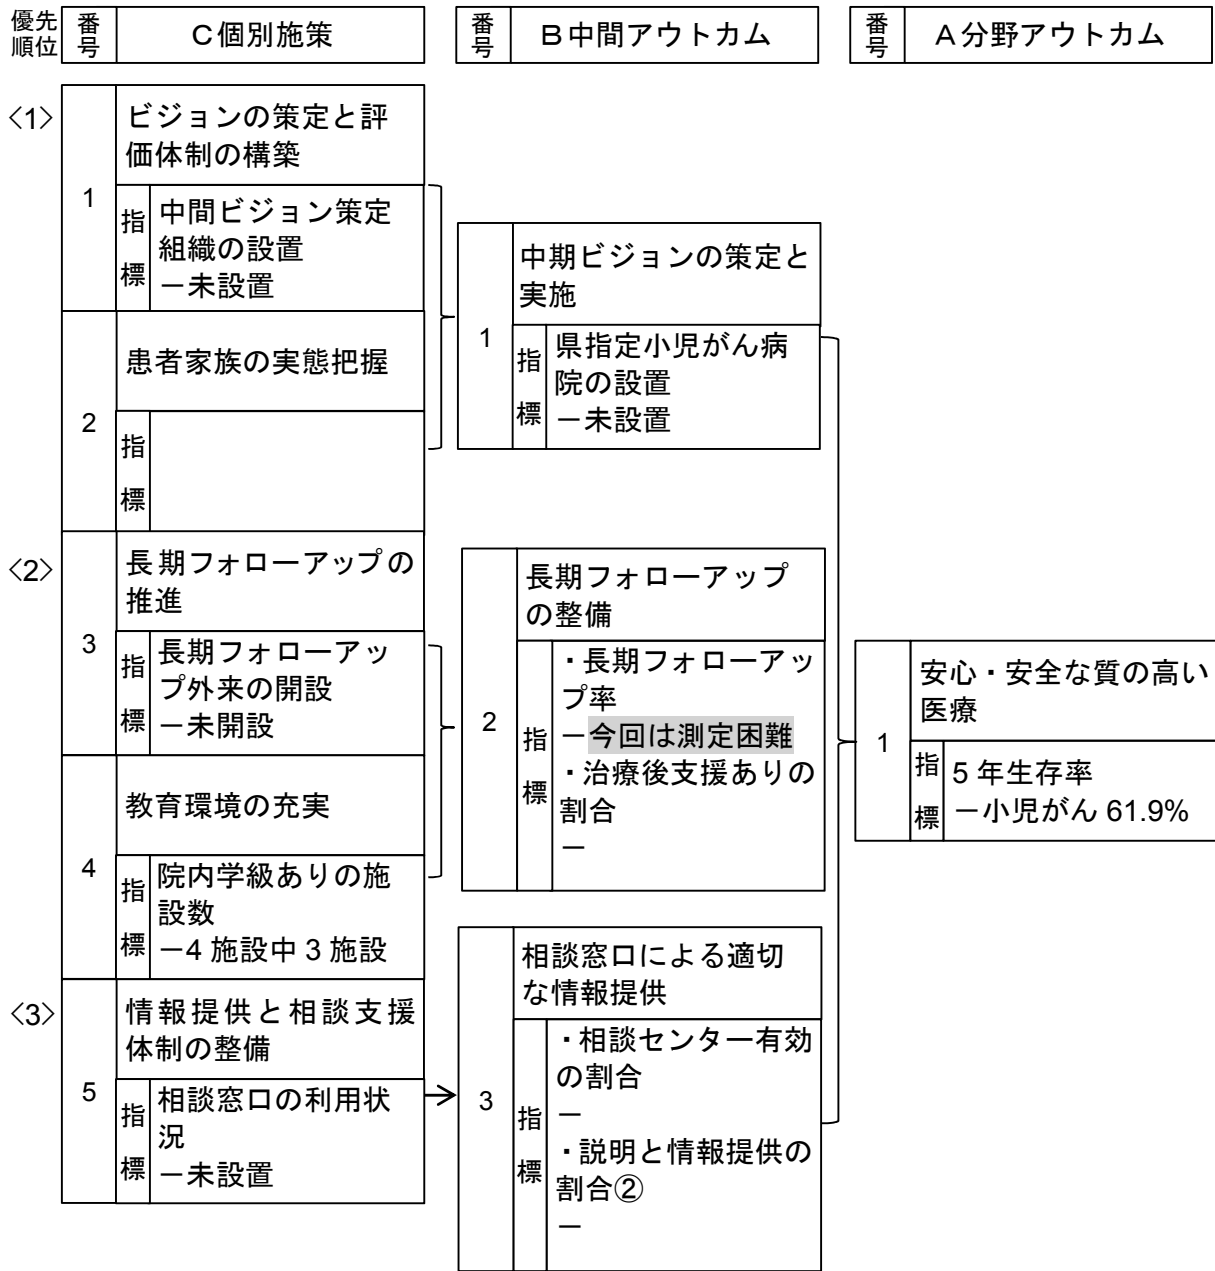 優先
順位
番号
C個別施策
番号
B中間アウトカム
番号
A分野アウトカム
〈1〉
1
ビジョンの策定と評
価体制の構築
指標
中間ビジョン策定
組織の設置
－未設置
2
患者家族の実態把握
指標
〈2〉
3
長期フォローアップの
推進
指標
長期フォローアッ
プ外来の開設
－未開設
4
教育環境の充実
指標
院内学級ありの施
設数
－4 施設中 3 施設
〈3〉
5
情報提供と相談支援
体制の整備
指標
相談窓口の利用状
況
－未設置
1
中期ビジョンの策定と
実施
指標
県指定小児がん病
院の設置
－未設置
2
長期フォローアップ
の整備
指標
・長期フォローアッ
プ率
－今回は測定困難
・治療後支援ありの
割合
－
3
相談窓口による適切
な情報提供
指標
・相談センター有効
の割合
－
・説明と情報提供の
割合②
－
1
安心・安全な質の高い
医療
指標
5 年生存率
－小児がん 61.9%